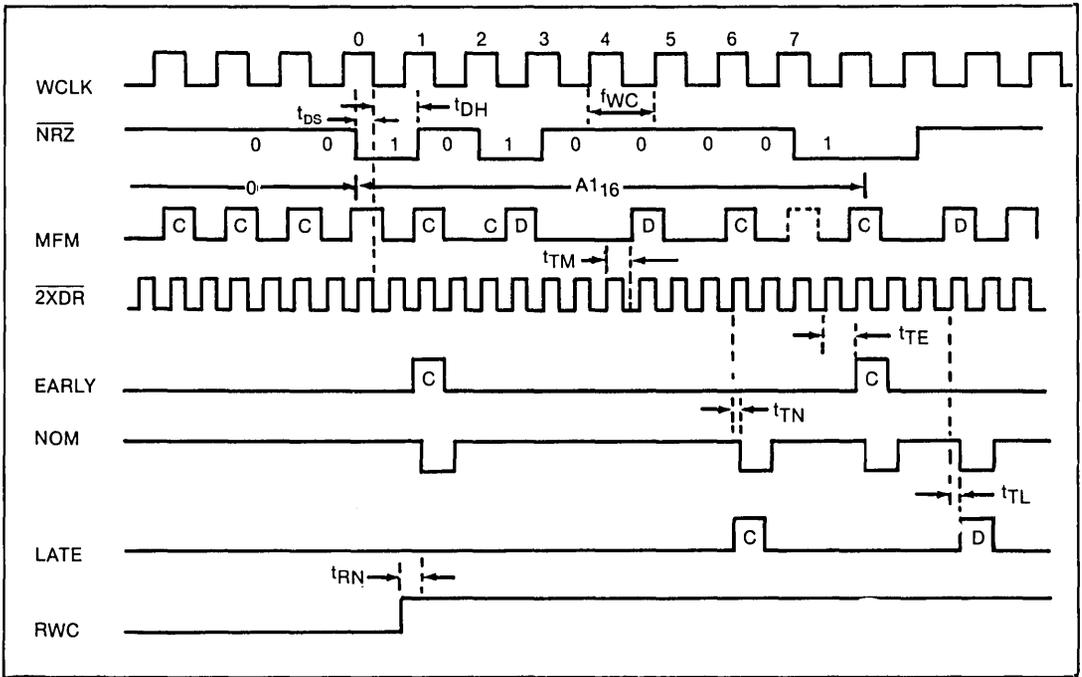 0 1 2 3 4 5 6 7
WCLK
tDS tDH fWC
NRZ
0 0 1 0 1 0 0 0 0 1
0 A116
MFM C C C C C D D C C D
tTM
2XDR
tTE
EARLY C C
tTN
NOM
tTL
LATE C D
tRN
RWC